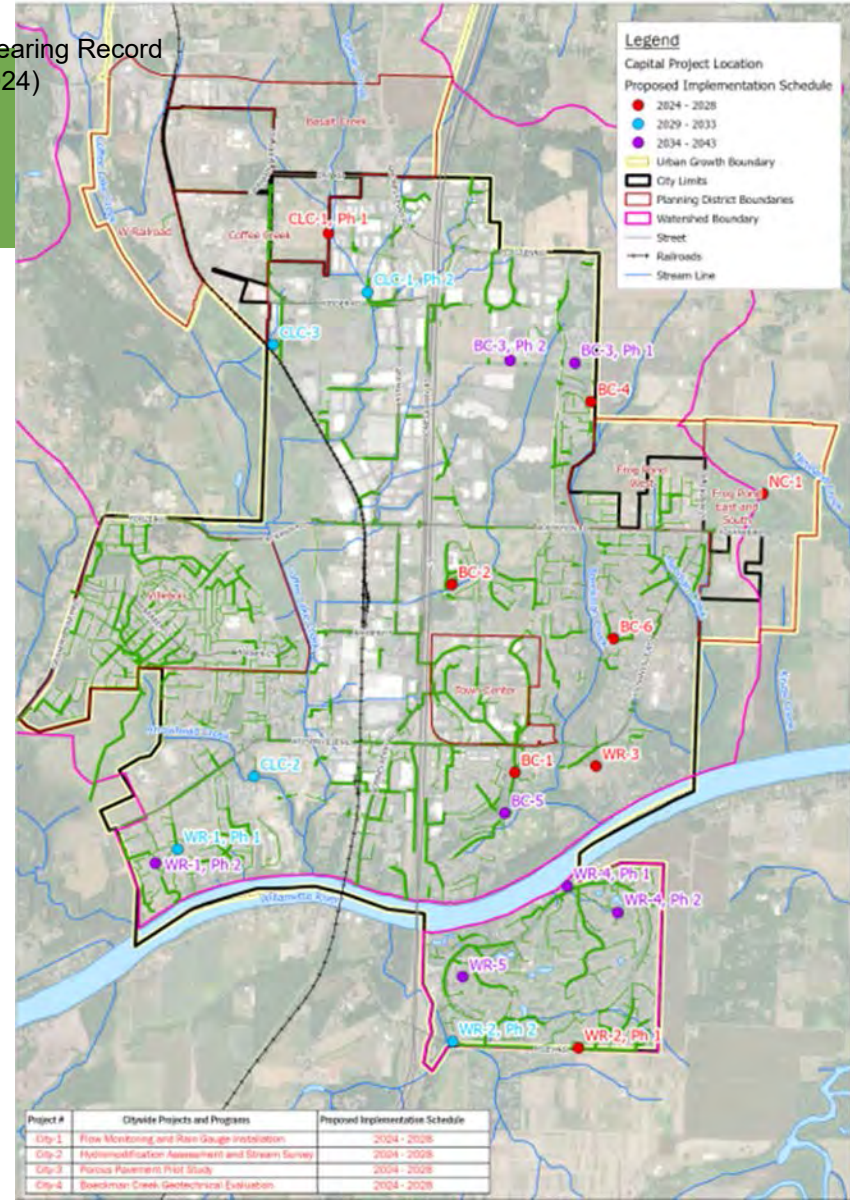 earing Record
24)
Legend
Capital Project Location
Proposed Implementation Schedule
2024 - 2028
2029 - 2033
2034 - 2043
Urban Growth Boundary
City Limits
Planning District Boundaries
Watershed Boundary
Street
Railroads
Stream Line
Basalt Creek
W Railroad
Coffee Creek
CLC-1, Ph 1
CLC-1, Ph 2
CLC-3
BC-3, Ph 2
BC-3, Ph 1
BC-4
Frog Pond
West
Frog Pond
East and
South
NC-1
BC-2
Villebois
BC-6
Town Center
Arrowhead Creek
CLC-2
BC-1
WR-3
BC-5
WR-1, Ph 1
WR-1, Ph 2
Willamette River
WR-4, Ph 1
WR-4, Ph 2
WR-5
WR-2, Ph 2
WR-2, Ph 1
Project # Citywide Projects and Programs Proposed Implementation Schedule
City-1 Flow Monitoring and Rain Gauge Installation 2024 - 2028
City-2 Hydromodification Assessment and Stream Survey 2024 - 2028
City-3 Porous Pavement Pilot Study 2024 - 2028
City-4 Boeckman Creek Geotechnical Evaluation 2024 - 2028